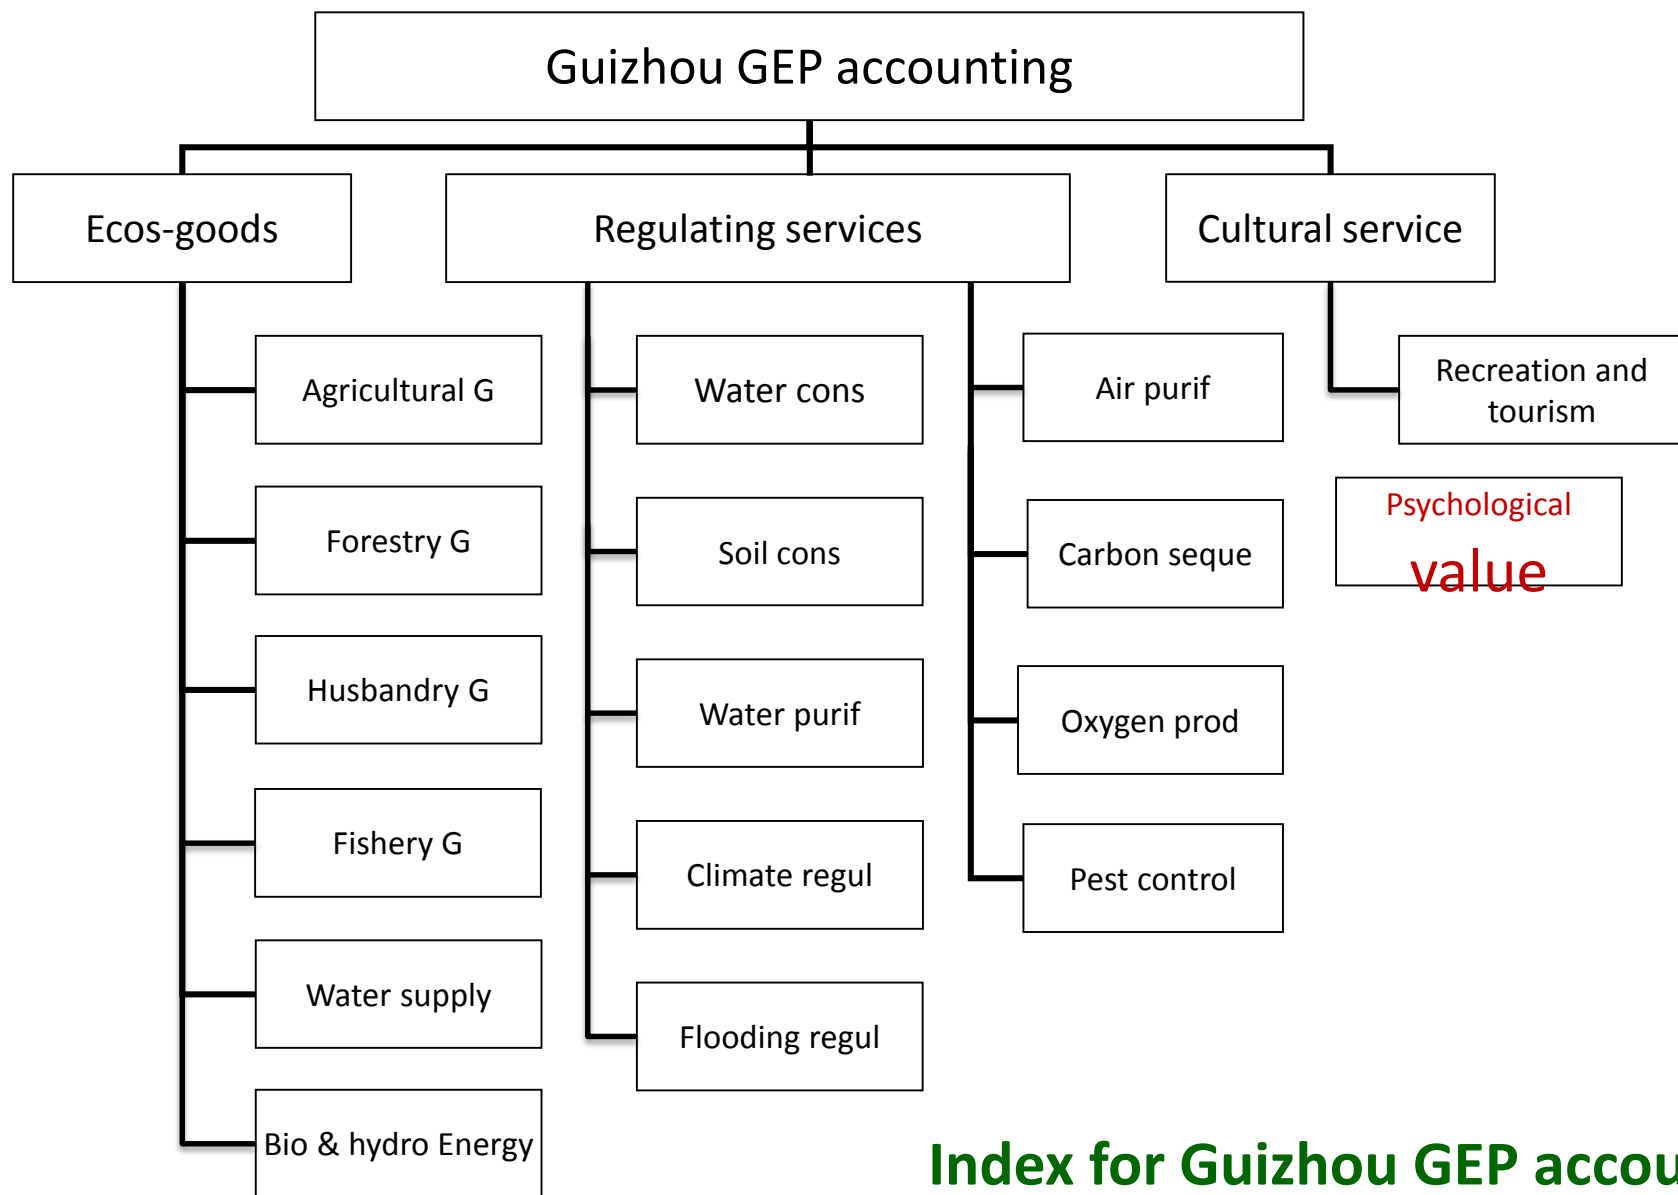 Guizhou GEP accounting
Ecos-goods
Regulating services
Cultural service
Agricultural G
Forestry G
Husbandry G
Fishery G
Water supply
Bio & hydro Energy
Water cons
Soil cons
Water purif
Climate regul
Flooding regul
Air purif
Carbon seque
Oxygen prod
Pest control
Recreation and
tourism
Psychological
value
Index for Guizhou GEP accou